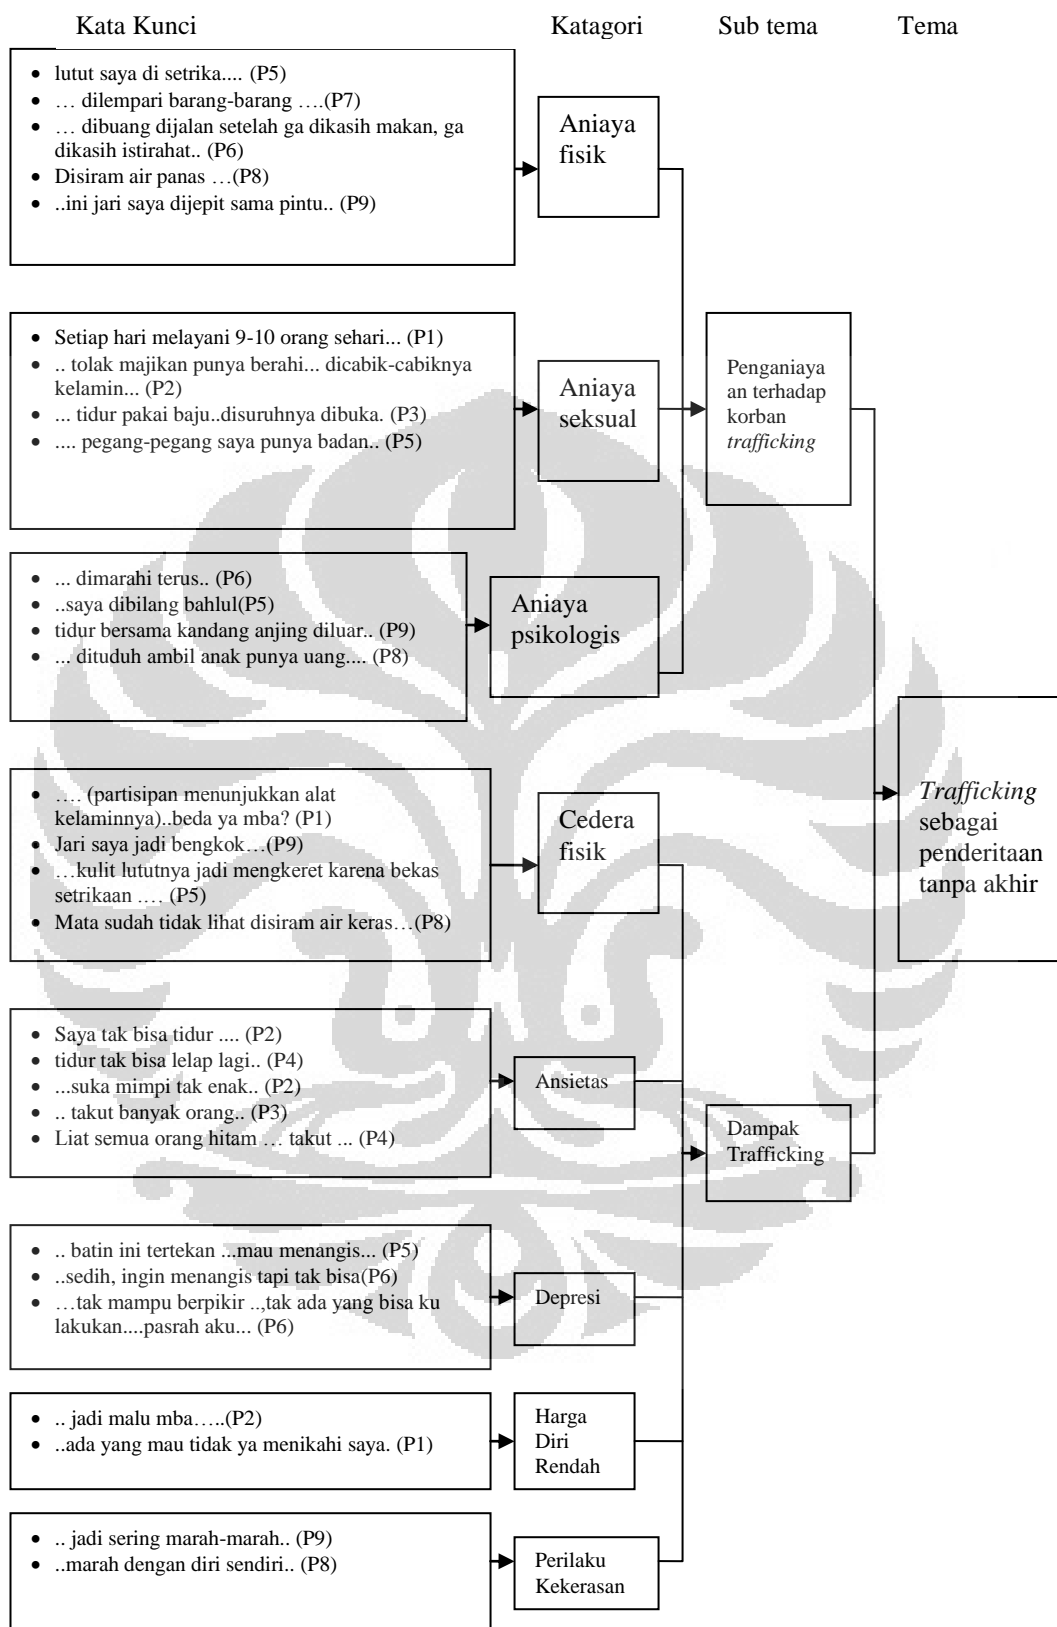 Kata Kunci
Katagori
Sub tema
Tema
• lutut saya di setrika.... (P5)
• … dilempari barang-barang ….(P7)
• … dibuang dijalan setelah ga dikasih makan, ga
dikasih istirahat.. (P6)
• Disiram air panas …(P8)
• ..ini jari saya dijepit sama pintu.. (P9)
Aniaya
fisik
• Setiap hari melayani 9-10 orang sehari... (P1)
• .. tolak majikan punya berahi... dicabik-cabiknya
kelamin... (P2)
• ... tidur pakai baju..disuruhnya dibuka. (P3)
• .... pegang-pegang saya punya badan.. (P5)
Aniaya
seksual
Penganiaya
an terhadap
korban
trafficking
• ... dimarahi terus.. (P6)
• ..saya dibilang bahlul(P5)
• tidur bersama kandang anjing diluar.. (P9)
• ... dituduh ambil anak punya uang.... (P8)
Aniaya
psikologis
• …. (partisipan menunjukkan alat
kelaminnya)..beda ya mba? (P1)
• Jari saya jadi bengkok…(P9)
• …kulit lututnya jadi mengkeret karena bekas
setrikaan …. (P5)
• Mata sudah tidak lihat disiram air keras…(P8)
Cedera
fisik
Trafficking
sebagai
penderitaan
tanpa akhir
• Saya tak bisa tidur .... (P2)
• tidur tak bisa lelap lagi.. (P4)
• ...suka mimpi tak enak.. (P2)
• .. takut banyak orang.. (P3)
• Liat semua orang hitam … takut ... (P4)
Ansietas
Dampak
Trafficking
• .. batin ini tertekan ...mau menangis... (P5)
• ..sedih, ingin menangis tapi tak bisa(P6)
• …tak mampu berpikir ..,tak ada yang bisa ku
lakukan....pasrah aku... (P6)
Depresi
• .. jadi malu mba…..(P2)
• ..ada yang mau tidak ya menikahi saya. (P1)
Harga
Diri
Rendah
• .. jadi sering marah-marah.. (P9)
• ..marah dengan diri sendiri.. (P8)
Perilaku
Kekerasan